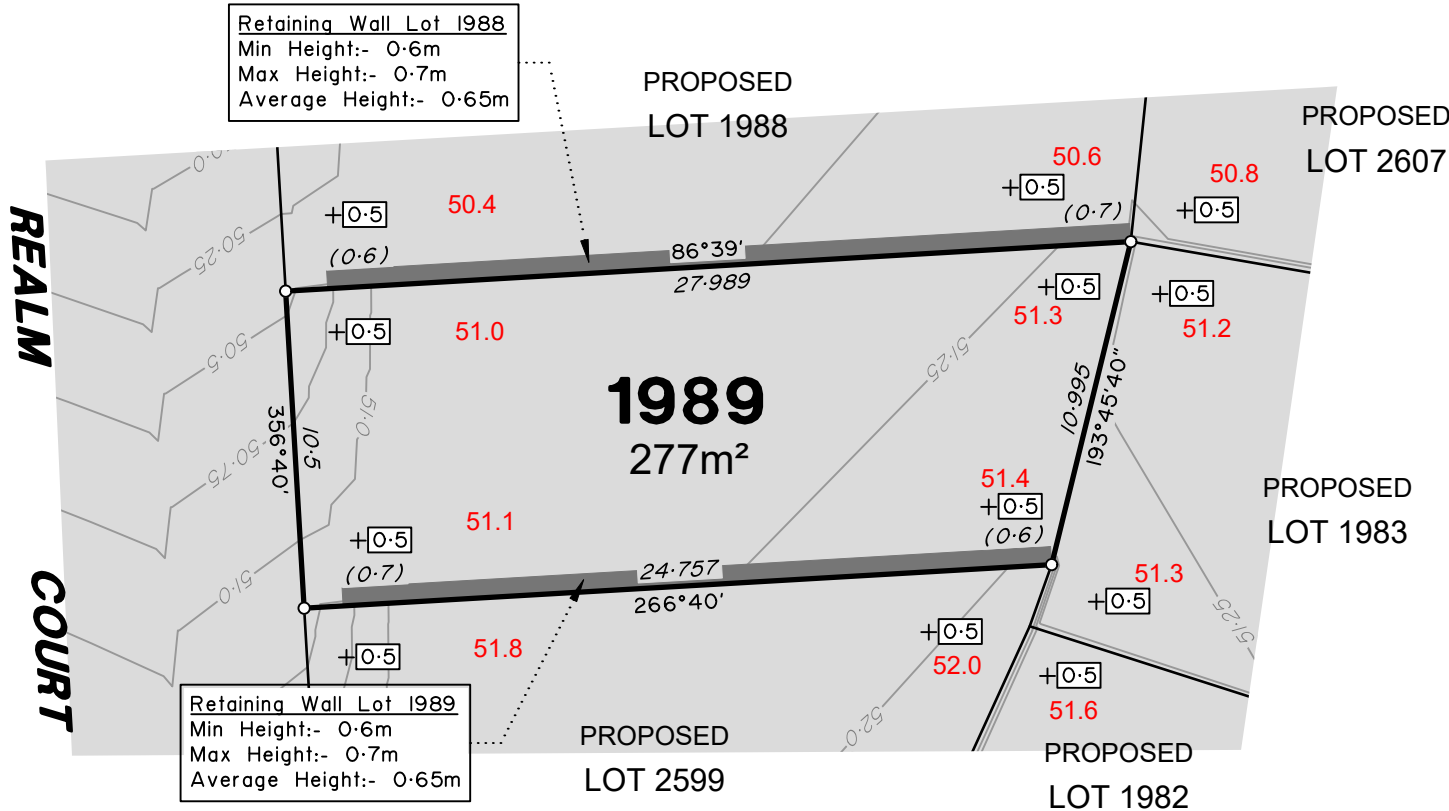 Retaining Wall Lot 1988
Min Height:- 0·6m
Max Height:- 0·7m
Average Height:- 0·65m
PROPOSED
LOT 1988
PROPOSED
LOT 2607
50.6
50.8
50.4
+0·5
+0·5
+0·5
(0·7)
(0·6)
50·25
86°39'
27·989
REALM
+0·5
51.0
+0·5
51.3
+0·5
51.2
50·5
51·25
1989
277m²
10·995
193°45'40"
356°40'
10·5
51·0
50·75
51.1
51.4
+0·5
(0·6)
PROPOSED
LOT 1983
+0·5
(0·7)
24·757
266°40'
51·0
51.3
+0·5
51·25
COURT
+0·5
51.8
+0·5
52.0
+0·5
51.6
52·0
Retaining Wall Lot 1989
Min Height:- 0·6m
Max Height:- 0·7m
Average Height:- 0·65m
PROPOSED
LOT 2599
PROPOSED
LOT 1982